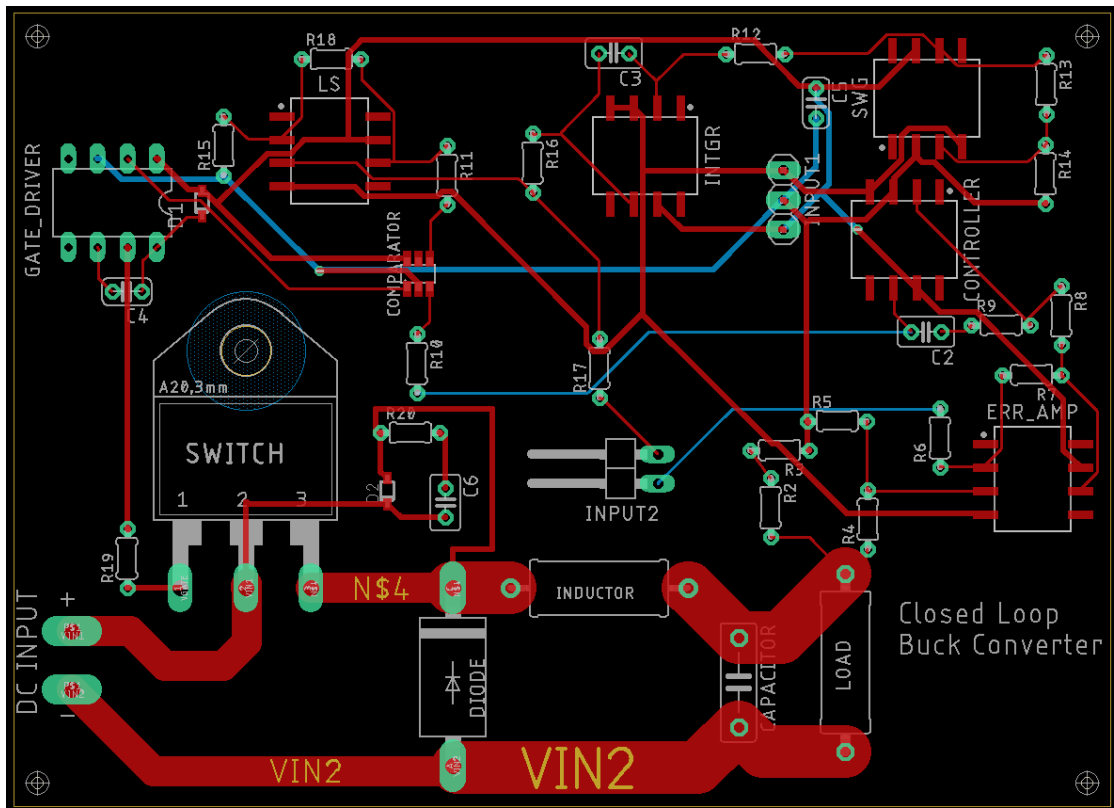 R18
LS
C3
R12
C5
SWG
R13
R15
R11
R16
INTGR
INPUT1
R14
GATE_DRIVER
D1
COMPARATOR
CONTROLLER
C4
R10
R17
R9
R8
C2
A20,3mm
R20
R7
ERR_AMP
R5
R6
SWITCH
D2
C6
R3
R2
INPUT2
R4
1 2 3
R19
N$4
INDUCTOR
DC INPUT
+
-
Closed Loop
Buck Converter
DIODE
CAPACITOR
LOAD
VIN2
VIN2